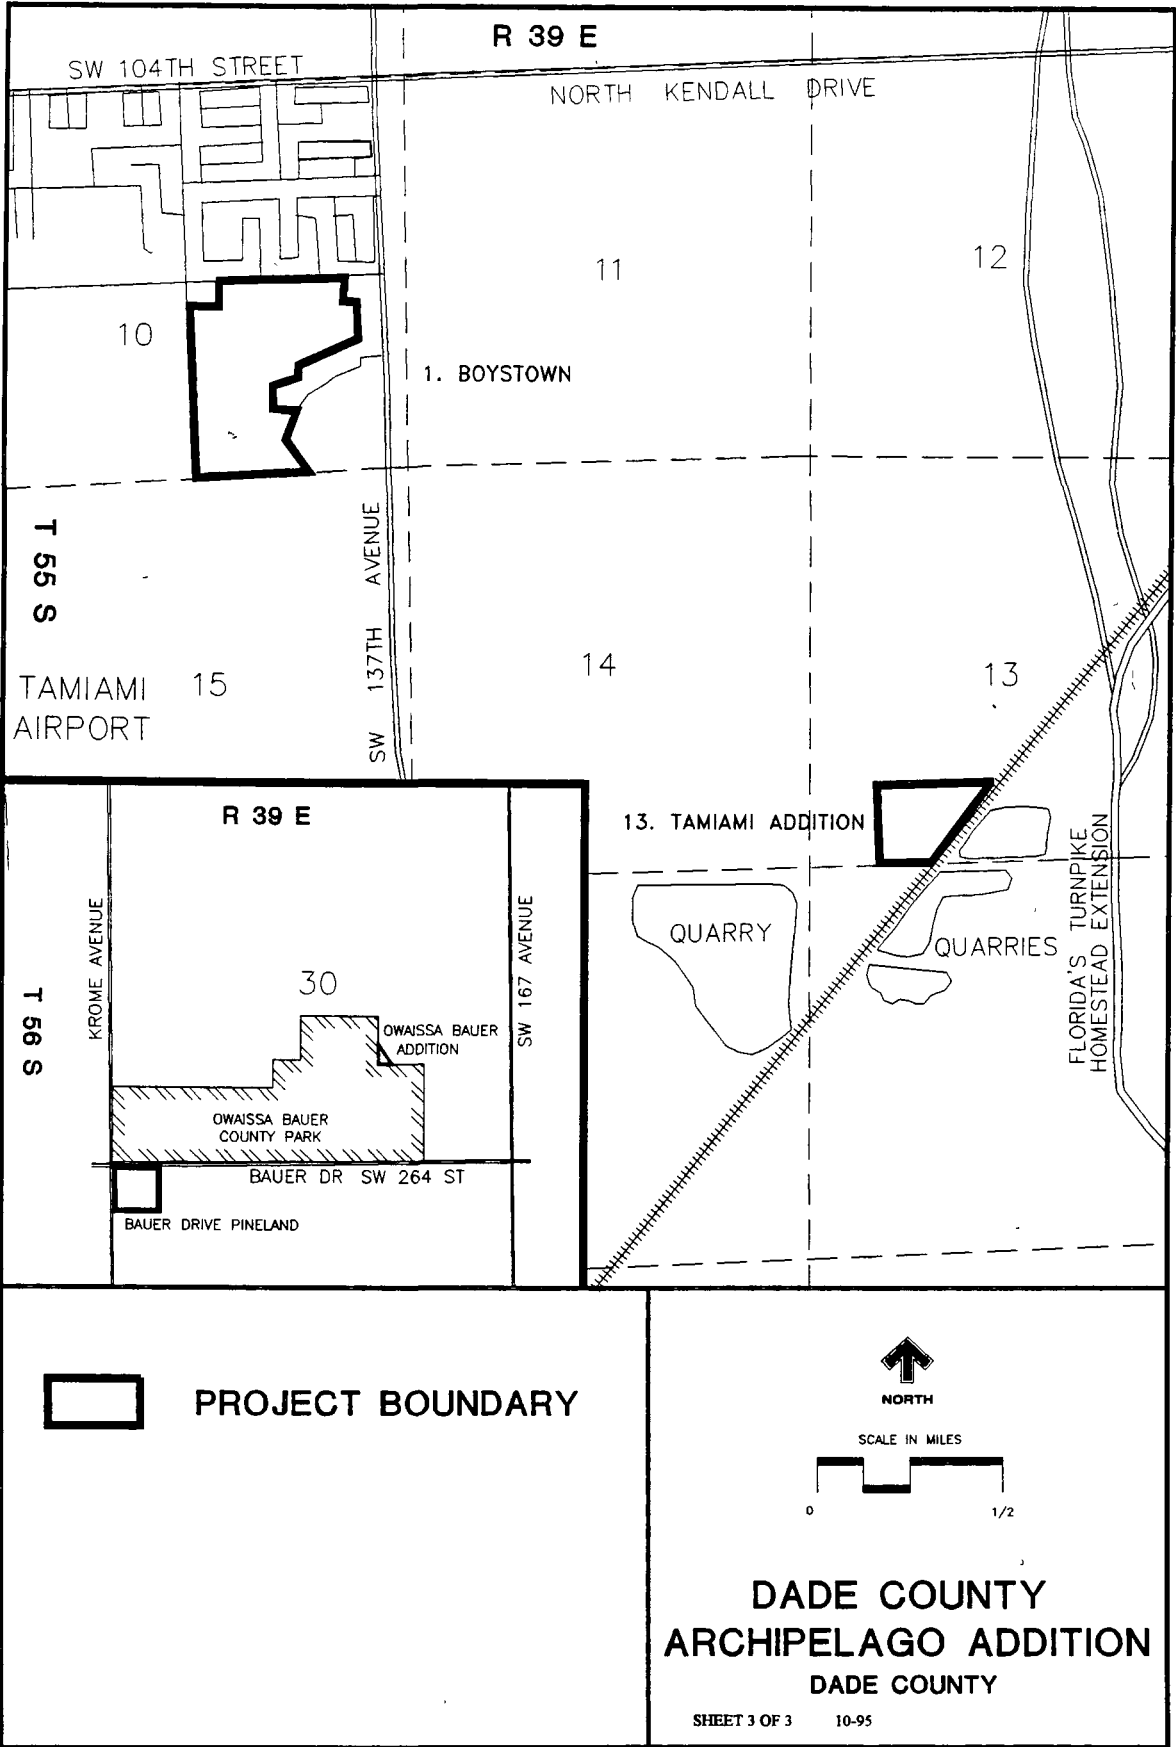 R 39 E
SW 104TH STREET
NORTH KENDALL DRIVE
11
12
10
1. BOYSTOWN
T 55 S
SW 137TH AVENUE
14
13
15
TAMIAMI
AIRPORT
13. TAMIAMI ADDITION
R 39 E
KROME AVENUE
SW 167 AVENUE
QUARRY
QUARRIES
FLORIDA'S TURNPIKE
HOMESTEAD EXTENSION
30
T 56 S
OWAISSA BAUER
ADDITION
OWAISSA BAUER
COUNTY PARK
BAUER DR SW 264 ST
BAUER DRIVE PINELAND
PROJECT BOUNDARY
NORTH
SCALE IN MILES
0 1/2
DADE COUNTY
ARCHIPELAGO ADDITION
DADE COUNTY
SHEET 3 OF 3 10-95